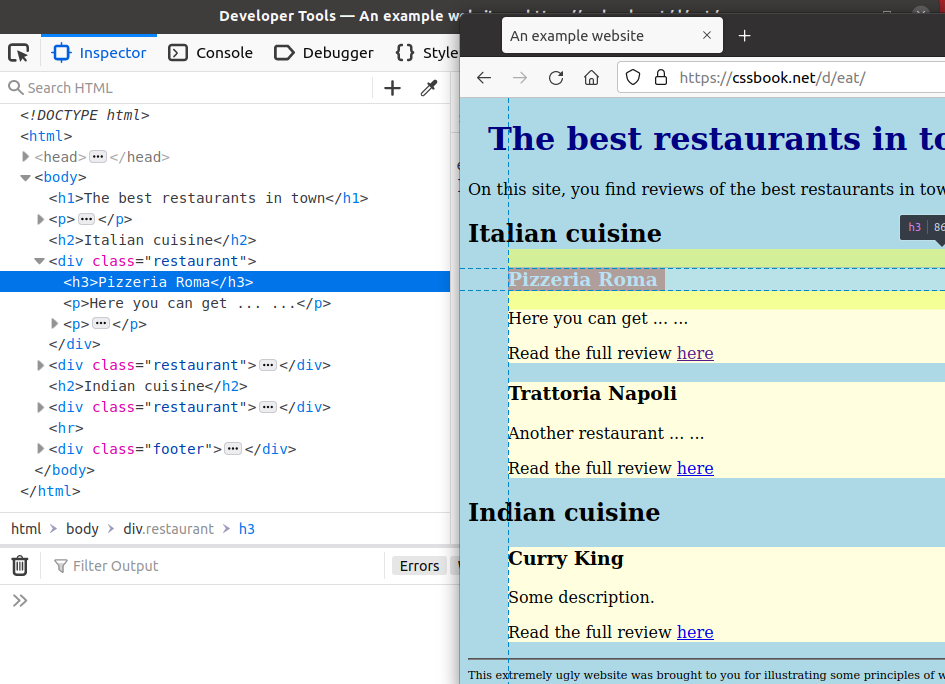 Developer Tools — An example w
Inspector
Console
Debugger
Style
Search HTML
<!DOCTYPE html>
<html>
<head> ••• </head>
<body>
<h1>The best restaurants in town</h1>
<p> ••• </p>
<h2>Italian cuisine</h2>
<div class="restaurant">
<h3>Pizzeria Roma</h3>
<p>Here you can get ... ...</p>
<p> ••• </p>
</div>
<div class="restaurant"> ••• </div>
<h2>Indian cuisine</h2>
<div class="restaurant"> ••• </div>
<hr>
<div class="footer"> ••• </div>
</body>
</html>
html > body > div.restaurant > h3
Filter Output
Errors
An example website
https://cssbook.net/d/eat/
The best restaurants in to
On this site, you find reviews of the best restaurants in tow
Italian cuisine
h3 | 86
Pizzeria Roma
Here you can get ... ...
Read the full review here
Trattoria Napoli
Another restaurant ... ...
Read the full review here
Indian cuisine
Curry King
Some description.
Read the full review here
This extremely ugly website was brought to you for illustrating some principles of w